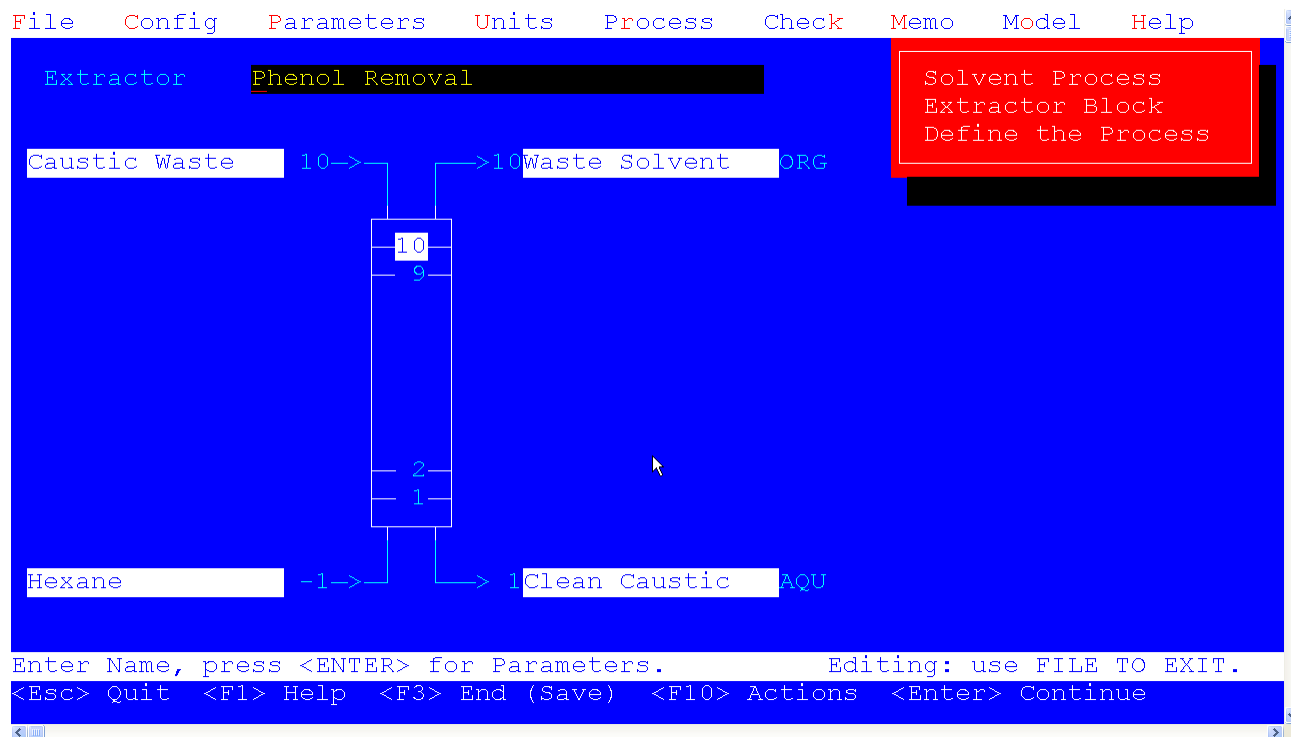 File Config Parameters Units Process Check Memo Model Help
Extractor Phenol Removal
Solvent Process
Extractor Block
Define the Process
Caustic Waste 10—>
>10 Waste Solvent ORG
10
9
2
1
Hexane -1—>
> 1 Clean Caustic AQU
Enter Name, press <ENTER> for Parameters. Editing: use FILE TO EXIT.
<Esc> Quit <F1> Help <F3> End (Save) <F10> Actions <Enter> Continue